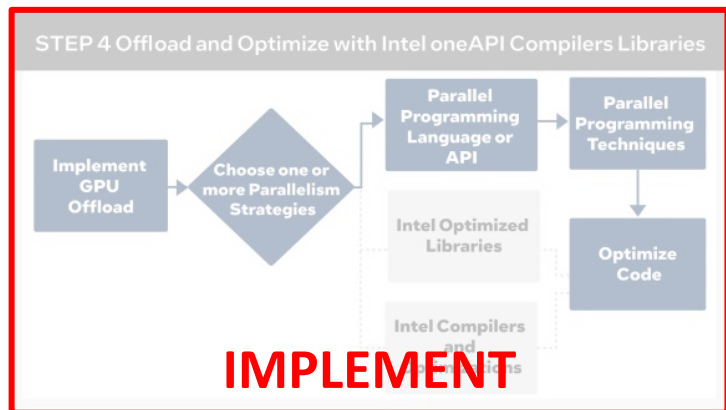 STEP 4 Offload and Optimize with Intel oneAPI Compilers Libraries
Implement
GPU
Offload
Choose one or
more Parallelism
Strategies
Parallel
Programming
Language or
API
Parallel
Programming
Techniques
Intel Optimized
Libraries
Optimize
Code
Intel Compilers
and
Optimizations
IMPLEMENT